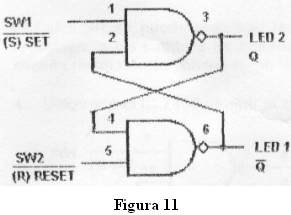 1
SW1
(S) SET
2
3
LED 2
Q
4
6
5
LED 1
Q̅
SW2
(R) RESET
Figura 11